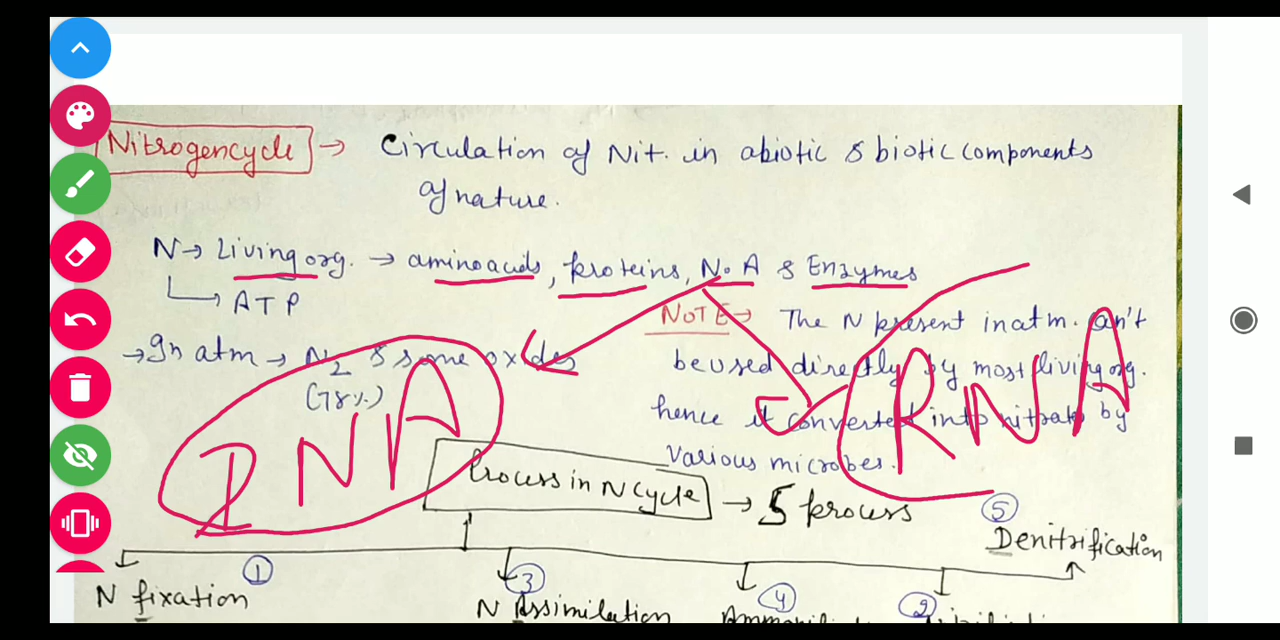 Nitrogencycle → Circulation of Nit. in abiotic & biotic components
of nature.
N → Living org. → aminoacids, proteins, N.A & Enzymes
ATP
NOTE → The N present in atm. can't
→ In atm → N2 & some oxides
(78%)
be used directly by most living org.
hence it converted into nitrate by
various microbes.
DNA
RNA
Process in N Cycle → 5 process
5
Denitrification
1
N fixation
3
N Assimilation
4
2